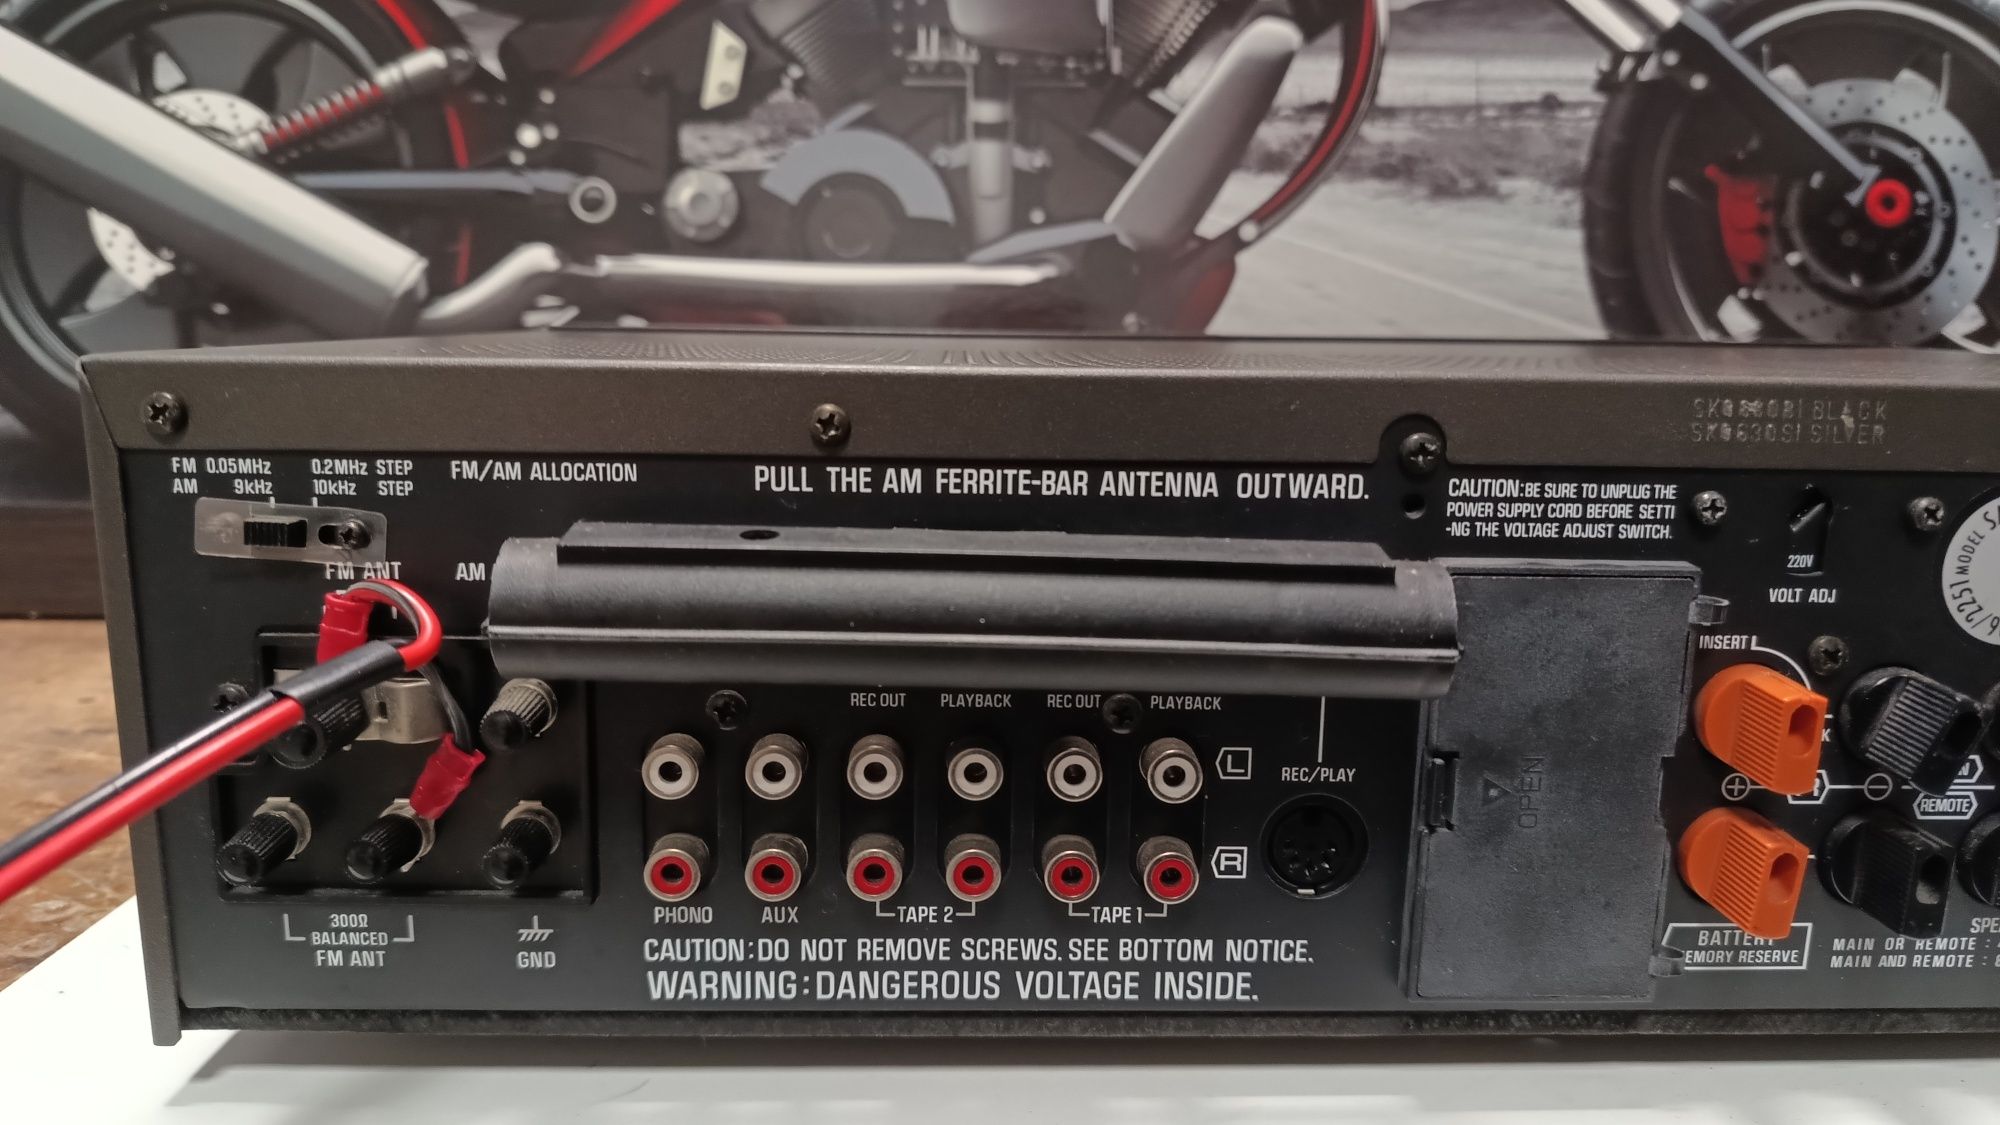 BLACK
SILVER
FM 0.05MHz 0.2MHz STEP
AM 9kHz 10kHz STEP
FM/AM ALLOCATION
PULL THE AM FERRITE-BAR ANTENNA OUTWARD.
CAUTION:BE SURE TO UNPLUG THE
POWER SUPPLY CORD BEFORE SETTI
-NG THE VOLTAGE ADJUST SWITCH.
220V
VOLT ADJ
MODEL
FM ANT
AM
INSERT
REC OUT PLAYBACK REC OUT PLAYBACK
L
REC/PLAY
OPEN
REMOTE
R
PHONO AUX TAPE 2 TAPE 1
300Ω
BALANCED
FM ANT
GND
CAUTION:DO NOT REMOVE SCREWS. SEE BOTTOM NOTICE.
WARNING:DANGEROUS VOLTAGE INSIDE.
BATTERY
EMORY RESERVE
MAIN OR REMOTE :
MAIN AND REMOTE :